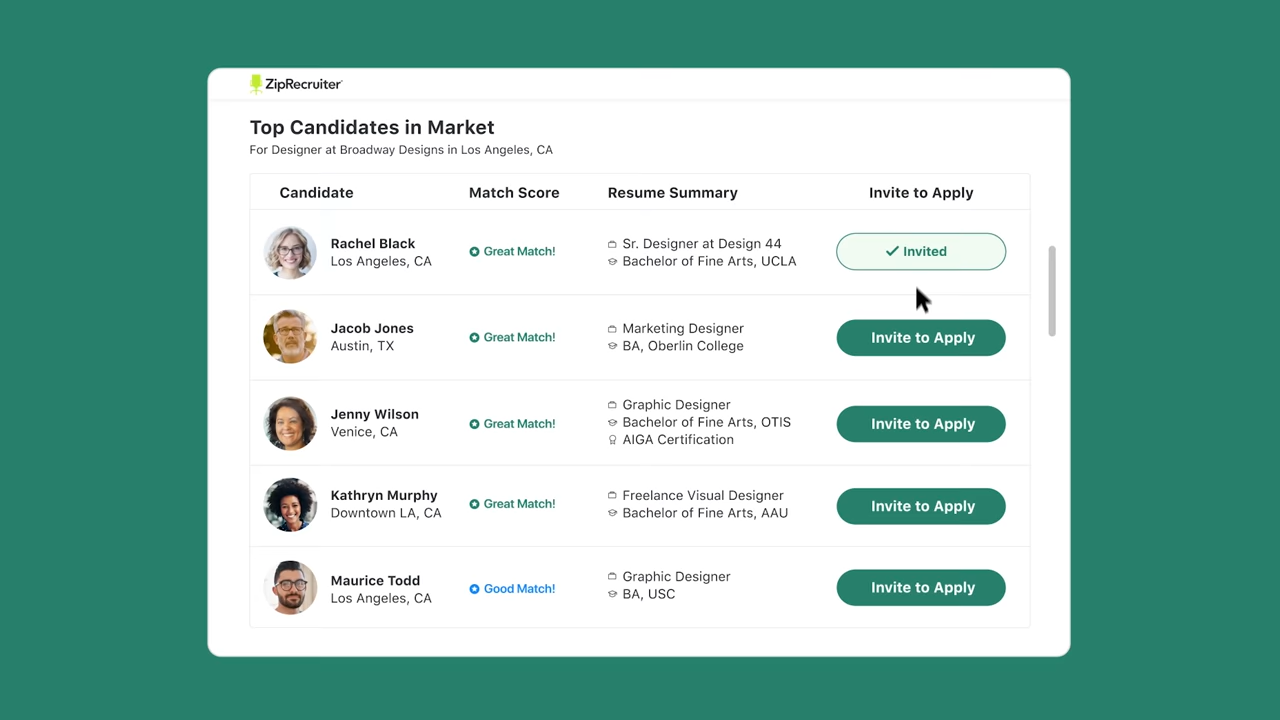 ZipRecruiter
Top Candidates in Market
For Designer at Broadway Designs in Los Angeles, CA
Candidate Match Score Resume Summary Invite to Apply
Rachel Black
Los Angeles, CA
Great Match!
Sr. Designer at Design 44
Bachelor of Fine Arts, UCLA
Invited
Jacob Jones
Austin, TX
Great Match!
Marketing Designer
BA, Oberlin College
Invite to Apply
Jenny Wilson
Venice, CA
Great Match!
Graphic Designer
Bachelor of Fine Arts, OTIS
AIGA Certification
Invite to Apply
Kathryn Murphy
Downtown LA, CA
Great Match!
Freelance Visual Designer
Bachelor of Fine Arts, AAU
Invite to Apply
Maurice Todd
Los Angeles, CA
Good Match!
Graphic Designer
BA, USC
Invite to Apply